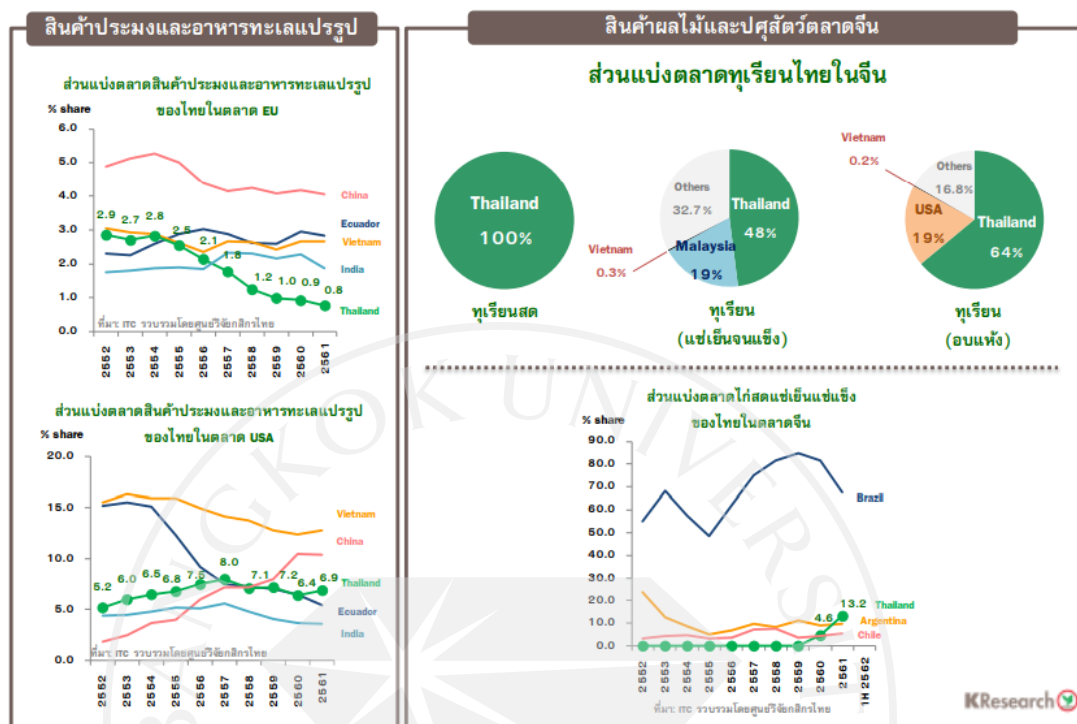 สินค้าประมงและอาหารทะเลแปรรูป
ส่วนแบ่งตลาดสินค้าประมงและอาหารทะเลแปรรูป
ของไทยในตลาด EU
% share
6.0
5.0
4.0
3.0
2.0
1.0
0.0
China
Ecuador
Vietnam
India
Thailand
2.9
2.7
2.8
2.5
2.1
1.8
1.2
1.0
0.9
0.8
ที่มา: ITC รวบรวมโดยศูนย์วิจัยกสิกรไทย
2552
2553
2554
2555
2556
2557
2558
2559
2560
2561
ส่วนแบ่งตลาดสินค้าประมงและอาหารทะเลแปรรูป
ของไทยในตลาด USA
% share
20.0
15.0
10.0
5.0
0.0
Vietnam
China
Thailand
Ecuador
India
5.2
6.0
6.5
6.8
7.5
8.0
7.1
7.2
6.4
6.9
ที่มา: ITC รวบรวมโดยศูนย์วิจัยกสิกรไทย
2552
2553
2554
2555
2556
2557
2558
2559
2560
2561
สินค้าผลไม้และปศุสัตว์ตลาดจีน
ส่วนแบ่งตลาดทุเรียนไทยในจีน
Thailand
100%
ทุเรียนสด
Others
32.7%
Thailand
48%
Vietnam
0.3%
Malaysia
19%
ทุเรียน
(แช่เย็นจนแข็ง)
Vietnam
0.2%
Others
16.8%
USA
19%
Thailand
64%
ทุเรียน
(อบแห้ง)
ส่วนแบ่งตลาดไก่สดแช่เย็นแช่แข็ง
ของไทยในตลาดจีน
% share
90.0
80.0
70.0
60.0
50.0
40.0
30.0
20.0
10.0
0.0
Brazil
13.2
Thailand
4.6
Argentina
Chile
2552
2553
2554
2555
2556
2557
2558
2559
2560
2561
1H 2562
ที่มา: ITC รวบรวมโดยศูนย์วิจัยกสิกรไทย
KResearch
BANGKOK UNIVERSI